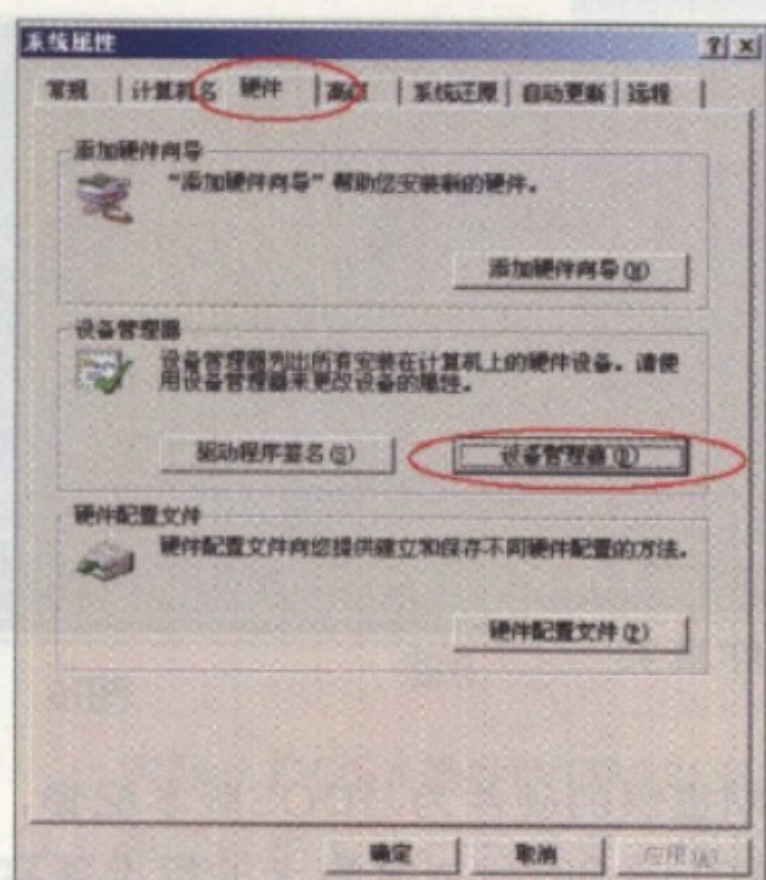 系统属性
常规 计算机名 硬件 高级 系统还原 自动更新 远程
添加硬件向导
“添加硬件向导”帮助您安装新的硬件。
添加硬件向导(H)
设备管理器
设备管理器列出所有安装在计算机上的硬件设备。请使
用设备管理器来更改设备的属性。
驱动程序签名(S) 设备管理器(D)
硬件配置文件
硬件配置文件向您提供建立和保存不同硬件配置的方法。
硬件配置文件(P)
确定 取消 应用(A)